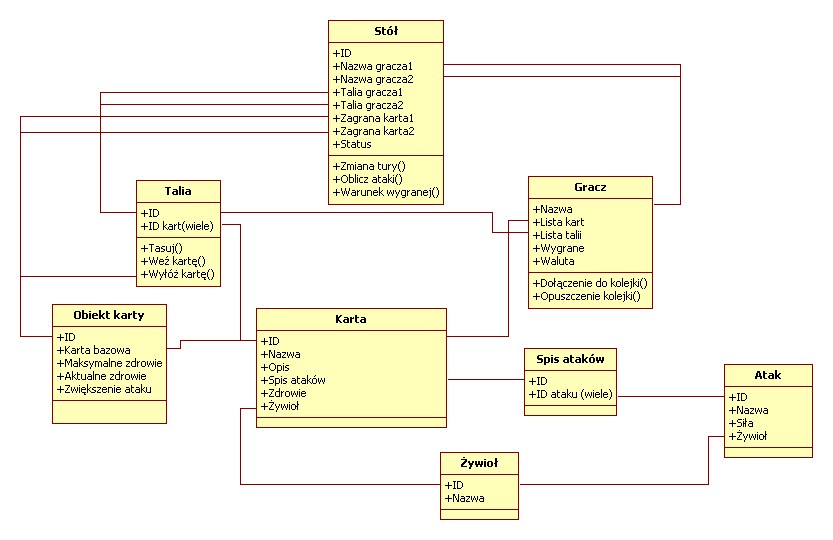 Stół
+ID
+Nazwa gracza1
+Nazwa gracza2
+Talia gracza1
+Talia gracza2
+Zagrana karta1
+Zagrana karta2
+Status
+Zmiana tury()
+Oblicz ataki()
+Warunek wygranej()
Talia
+ID
+ID kart(wiele)
+Tasuj()
+Weź kartę()
+Wyłóż kartę()
Gracz
+Nazwa
+Lista kart
+Lista talii
+Wygrane
+Waluta
+Dołączenie do kolejki()
+Opuszczenie kolejki()
Obiekt karty
+ID
+Karta bazowa
+Maksymalne zdrowie
+Aktualne zdrowie
+Zwiększenie ataku
Karta
+ID
+Nazwa
+Opis
+Spis ataków
+Zdrowie
+Żywioł
Spis ataków
+ID
+ID ataku (wiele)
Atak
+ID
+Nazwa
+Siła
+Żywioł
Żywioł
+ID
+Nazwa